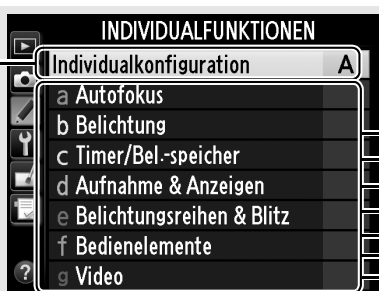 INDIVIDUALFUNKTIONEN
Individualkonfiguration A
a Autofokus
b Belichtung
c Timer/Bel.-speicher
d Aufnahme & Anzeigen
e Belichtungsreihen & Blitz
f Bedienelemente
g Video
?